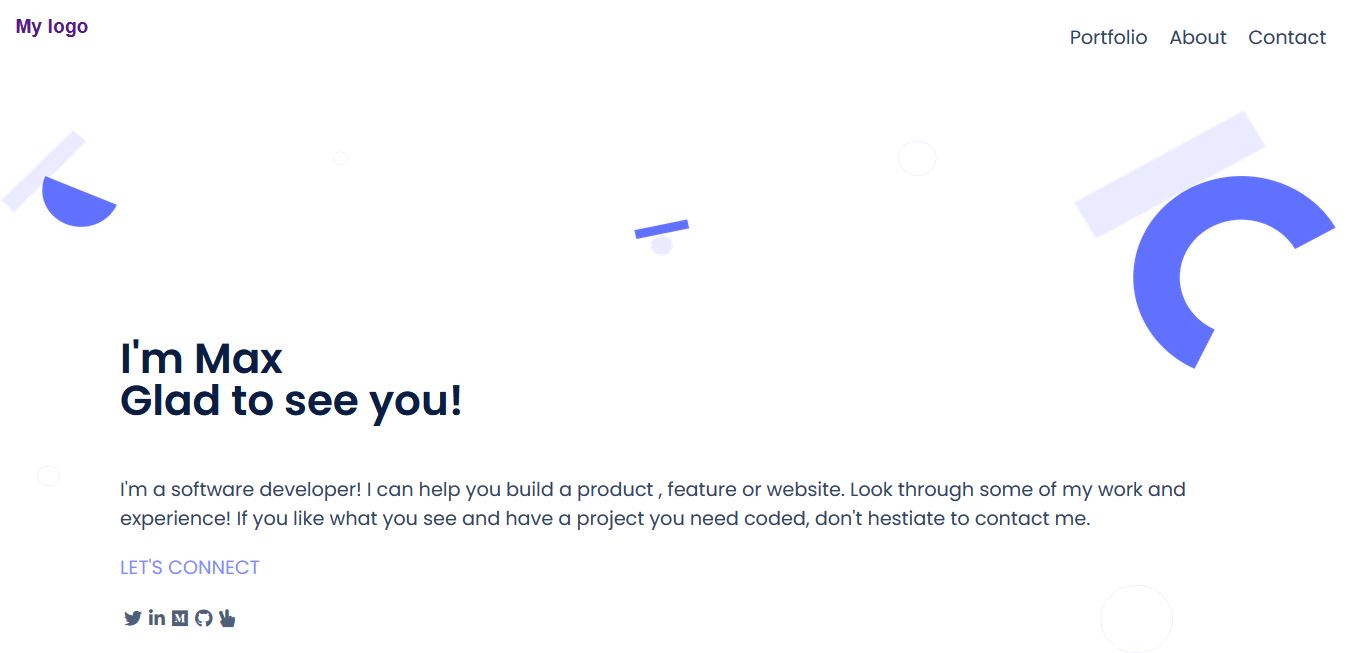 My logo
Portfolio About Contact
I'm Max
Glad to see you!
I'm a software developer! I can help you build a product , feature or website. Look through some of my work and
experience! If you like what you see and have a project you need coded, don't hestiate to contact me.
LET'S CONNECT